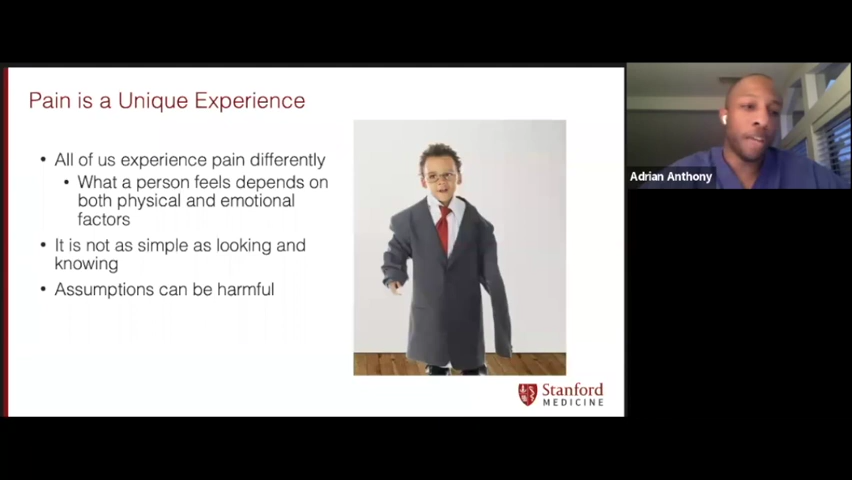 Pain is a Unique Experience
• All of us experience pain differently
• What a person feels depends on
both physical and emotional
factors
• It is not as simple as looking and
knowing
• Assumptions can be harmful
Stanford
MEDICINE
Adrian Anthony